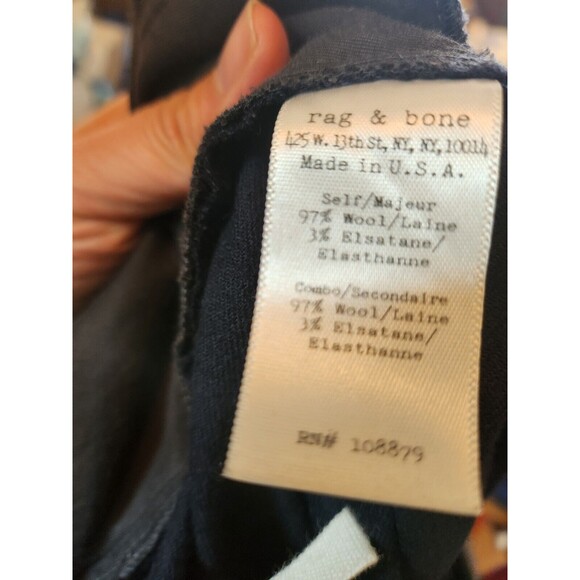 rag & bone
425 W. 13th St, NY, NY, 10014
Made in U.S.A.
Self/Majeur
97% Wool/Laine
3% Elsatane/
Elasthanne
Combo/Secondaire
97% Wool/Laine
3% Elsatane/
Elasthanne
RN# 108879